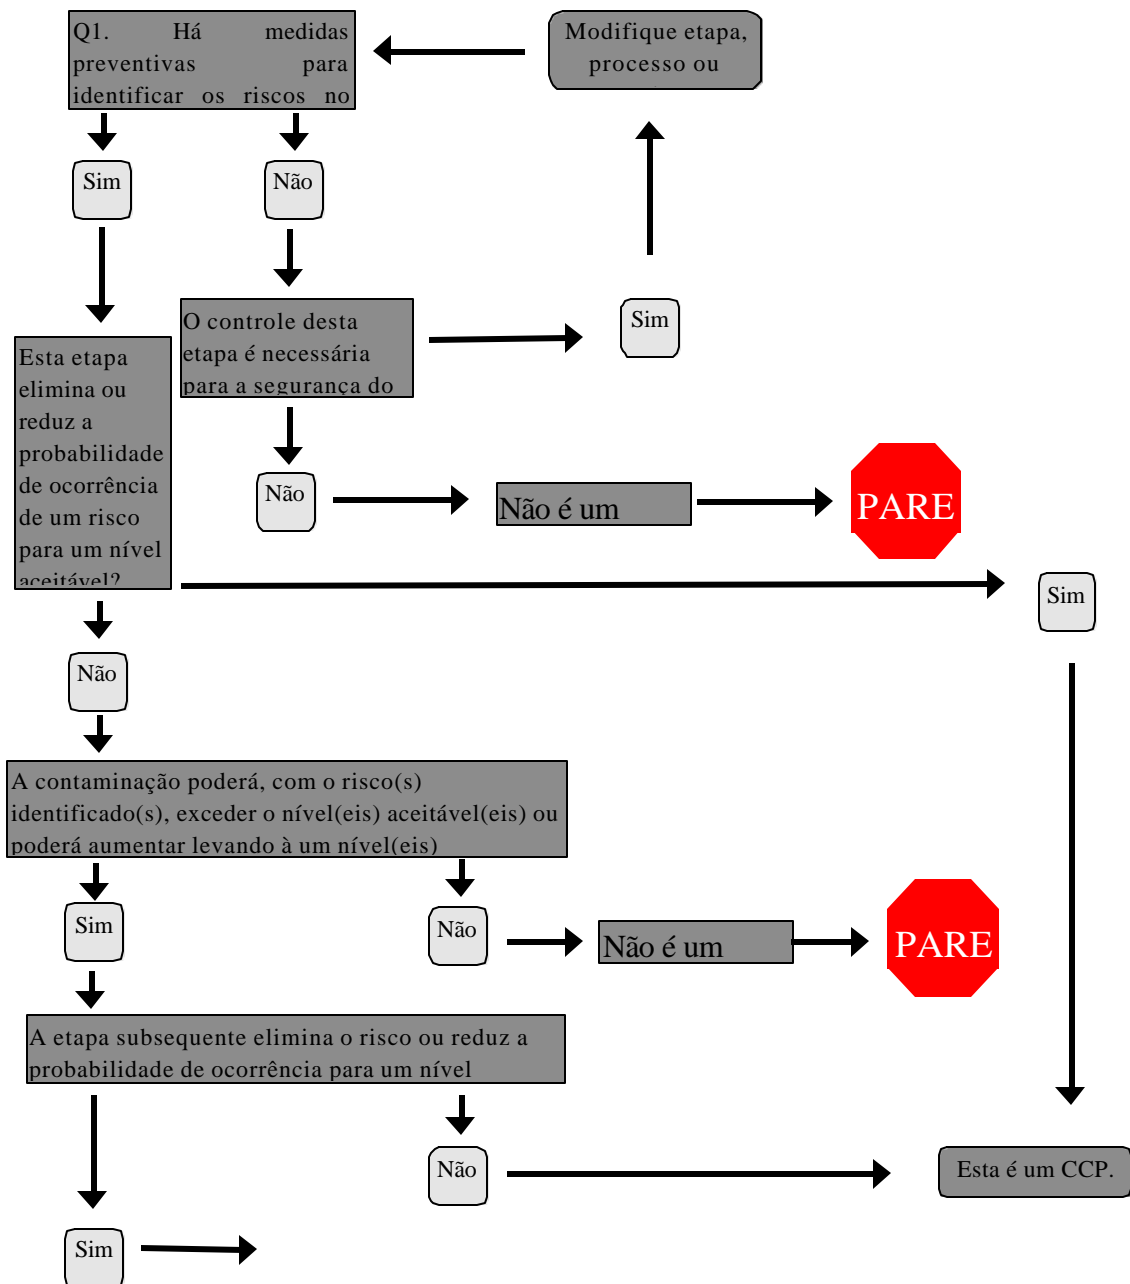 Q1. Há medidas
preventivas para
identificar os riscos no
Modifique etapa,
processo ou
Sim
Não
O controle desta
etapa é necessária
para a segurança do
Sim
Esta etapa
elimina ou
reduz a
probabilidade
de ocorrência
de um risco
para um nível
aceitável?
Não
Não é um
PARE
Sim
Não
A contaminação poderá, com o risco(s)
identificado(s), exceder o nível(eis) aceitável(eis) ou
poderá aumentar levando à um nível(eis)
Sim
Não
Não é um
PARE
A etapa subsequente elimina o risco ou reduz a
probabilidade de ocorrência para um nível
Não
Esta é um CCP.
Sim